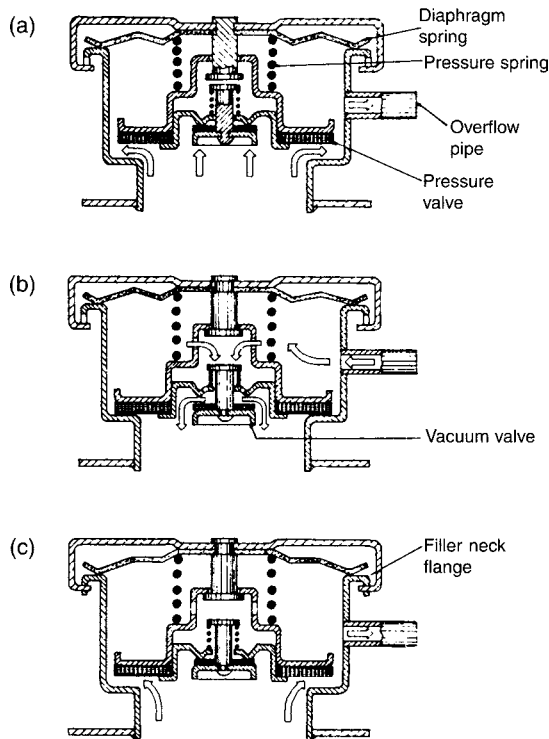 (a)
Diaphragm
spring
Pressure spring
Overflow
pipe
Pressure
valve
(b)
Vacuum valve
(c)
Filler neck
flange